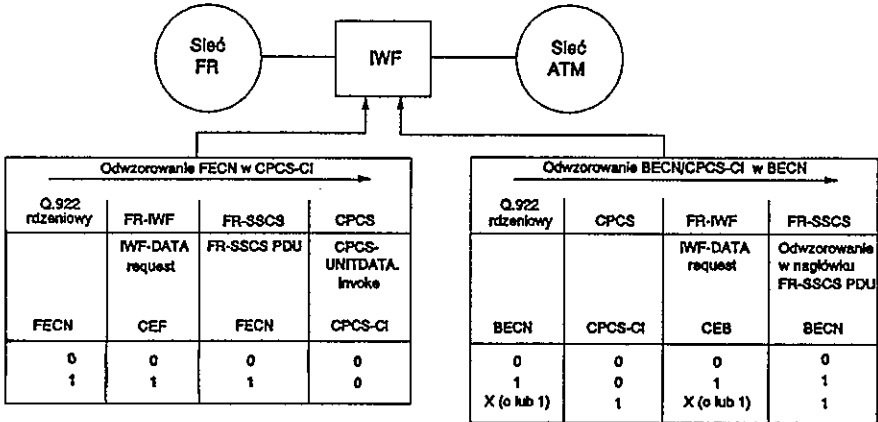 Sieć
FR
IWF
Sieć
ATM
Odwzorowanie FECN w CPCS-CI
Q.922
rdzeniowy
FR-IWF
FR-SSCS
CPCS
IWF-DATA
request
FR-SSCS PDU
CPCS-
UNITDATA.
Invoke
FECN
CEF
FECN
CPCS-CI
0 0 0 0
1 1 1 0
Odwzorowanie BECN/CPCS-CI w BECN
Q.922
rdzeniowy
CPCS
FR-IWF
FR-SSCS
IWF-DATA
request
Odwzorowanie
w nagłówku
FR-SSCS PDU
BECN
CPCS-CI
CEB
BECN
0 0 0 0
1 0 1 1
X (o lub 1) 1 X (o lub 1) 1